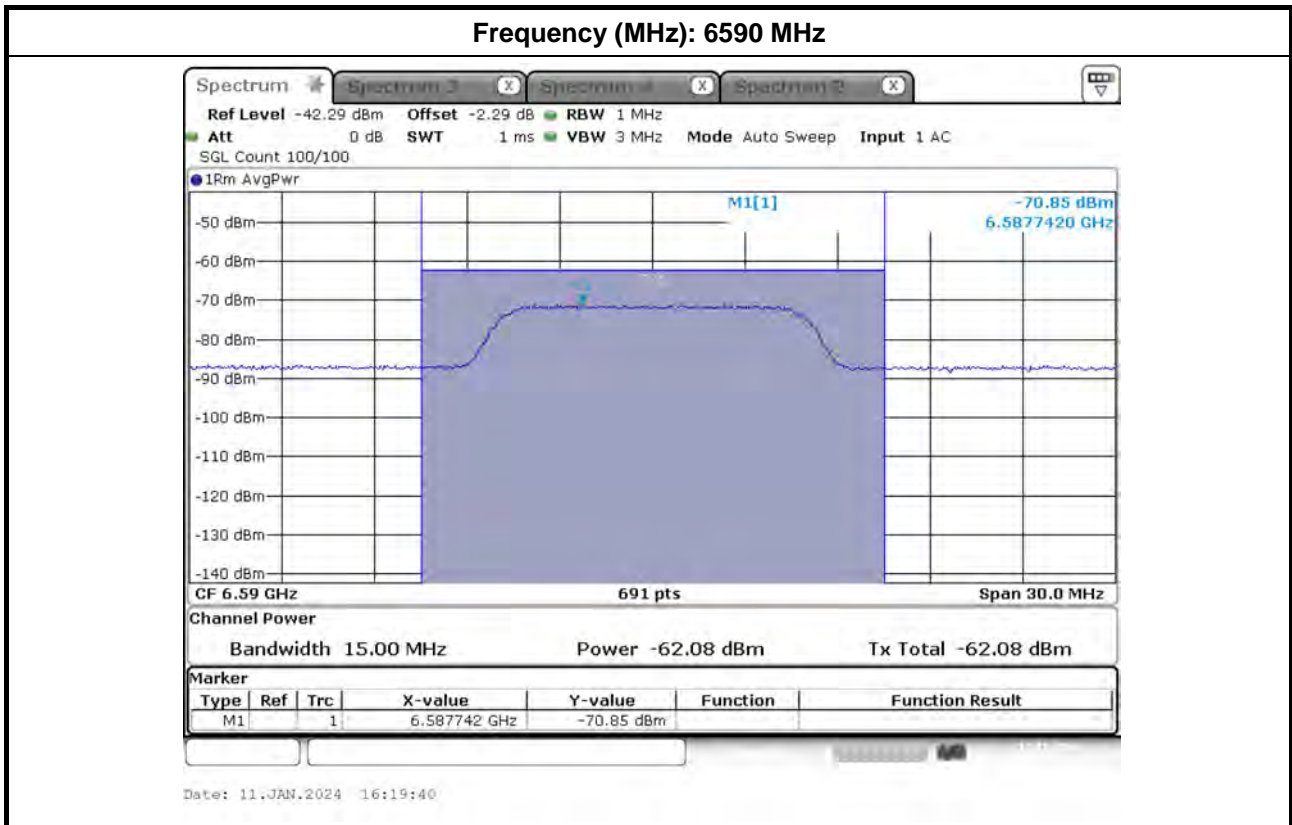 Frequency (MHz): 6590 MHz
Spectrum Spectrum 3 X Spectrum 4 X Spectrum 2 X
Ref Level -42.29 dBm Offset -2.29 dB RBW 1 MHz
Att 0 dB SWT 1 ms VBW 3 MHz Mode Auto Sweep Input 1 AC
SGL Count 100/100
1Rm AvgPwr
M1[1] -70.85 dBm
6.5877420 GHz
-50 dBm
-60 dBm
-70 dBm
-80 dBm
-90 dBm
-100 dBm
-110 dBm
-120 dBm
-130 dBm
-140 dBm
CF 6.59 GHz 691 pts Span 30.0 MHz
Channel Power
Bandwidth 15.00 MHz Power -62.08 dBm Tx Total -62.08 dBm
Marker
Type Ref Trc X-value Y-value Function Function Result
M1 1 6.587742 GHz -70.85 dBm
Date: 11.JAN.2024 16:19:40